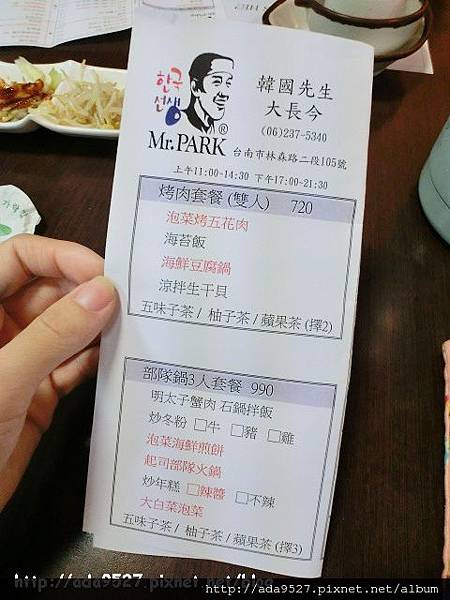 한국
선생
Mr.PARK®
韓國先生
大長今
(06)237-5340
台南市林森路二段105號
上午11:00-14:30 下午17:00-21:30
烤肉套餐(雙人) 720
泡菜烤五花肉
海苔飯
海鮮豆腐鍋
涼拌生干貝
五味子茶 / 柚子茶 / 蘋果茶 (擇2)
部隊鍋3人套餐 990
明太子蟹肉 石鍋拌飯
炒冬粉 □牛 □豬 □雞
泡菜海鮮煎餅
起司部隊火鍋
炒年糕 □辣醬 □不辣
大白菜泡菜
五味子茶 / 柚子茶 / 蘋果茶 (擇3)
http://ada9527.pixnet.net/blog
http://ada9527.pixnet.net/album